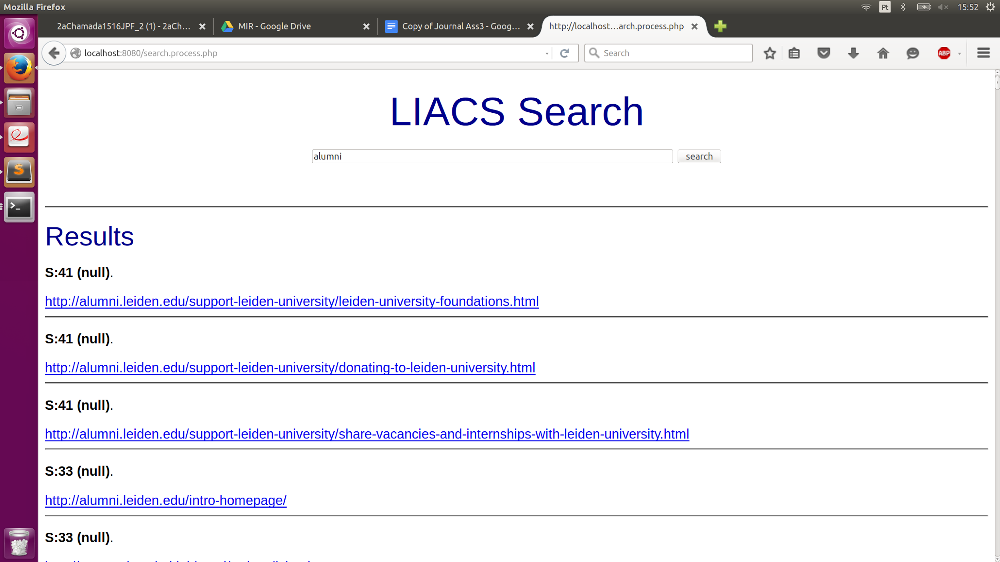 Mozilla Firefox
Pt
15:52
2aChamada1516JPF_2 (1) - 2aCh...
MIR - Google Drive
Copy of Journal Ass3 - Goog...
http://localhost...arch.process.php
localhost:8080/search.process.php
Search
ABP
LIACS Search
alumni
search
Results
S:41 (null).
http://alumni.leiden.edu/support-leiden-university/leiden-university-foundations.html
S:41 (null).
http://alumni.leiden.edu/support-leiden-university/donating-to-leiden-university.html
S:41 (null).
http://alumni.leiden.edu/support-leiden-university/share-vacancies-and-internships-with-leiden-university.html
S:33 (null).
http://alumni.leiden.edu/intro-homepage/
S:33 (null).